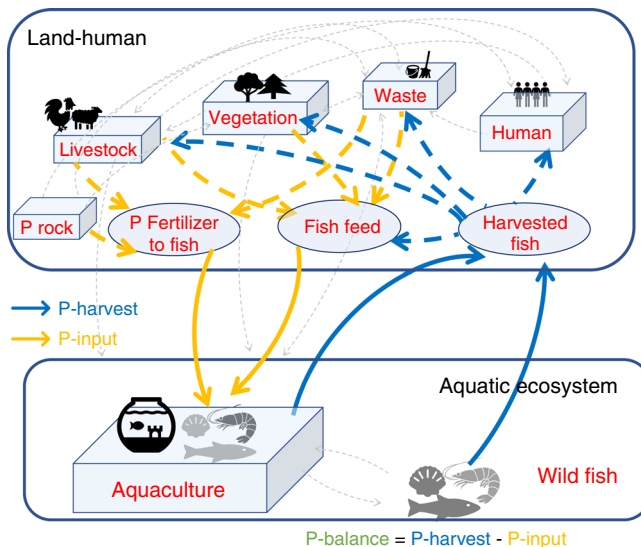 Land-human
Waste
Vegetation
Human
Livestock
P rock
P Fertilizer
to fish
Fish feed
Harvested
fish
P-harvest
P-input
Aquatic ecosystem
Aquaculture
Wild fish
P-balance = P-harvest - P-input